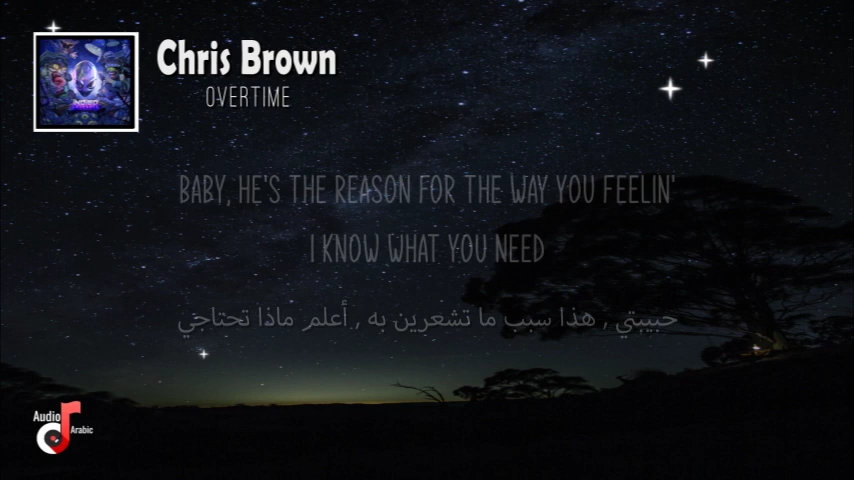 Chris Brown
OVERTIME
BABY, HE'S THE REASON FOR THE WAY YOU FEELIN'
I KNOW WHAT YOU NEED
حبيبتي , هذا سبب ما تشعرين به , أعلم ماذا تحتاجي
Audio
Arabic